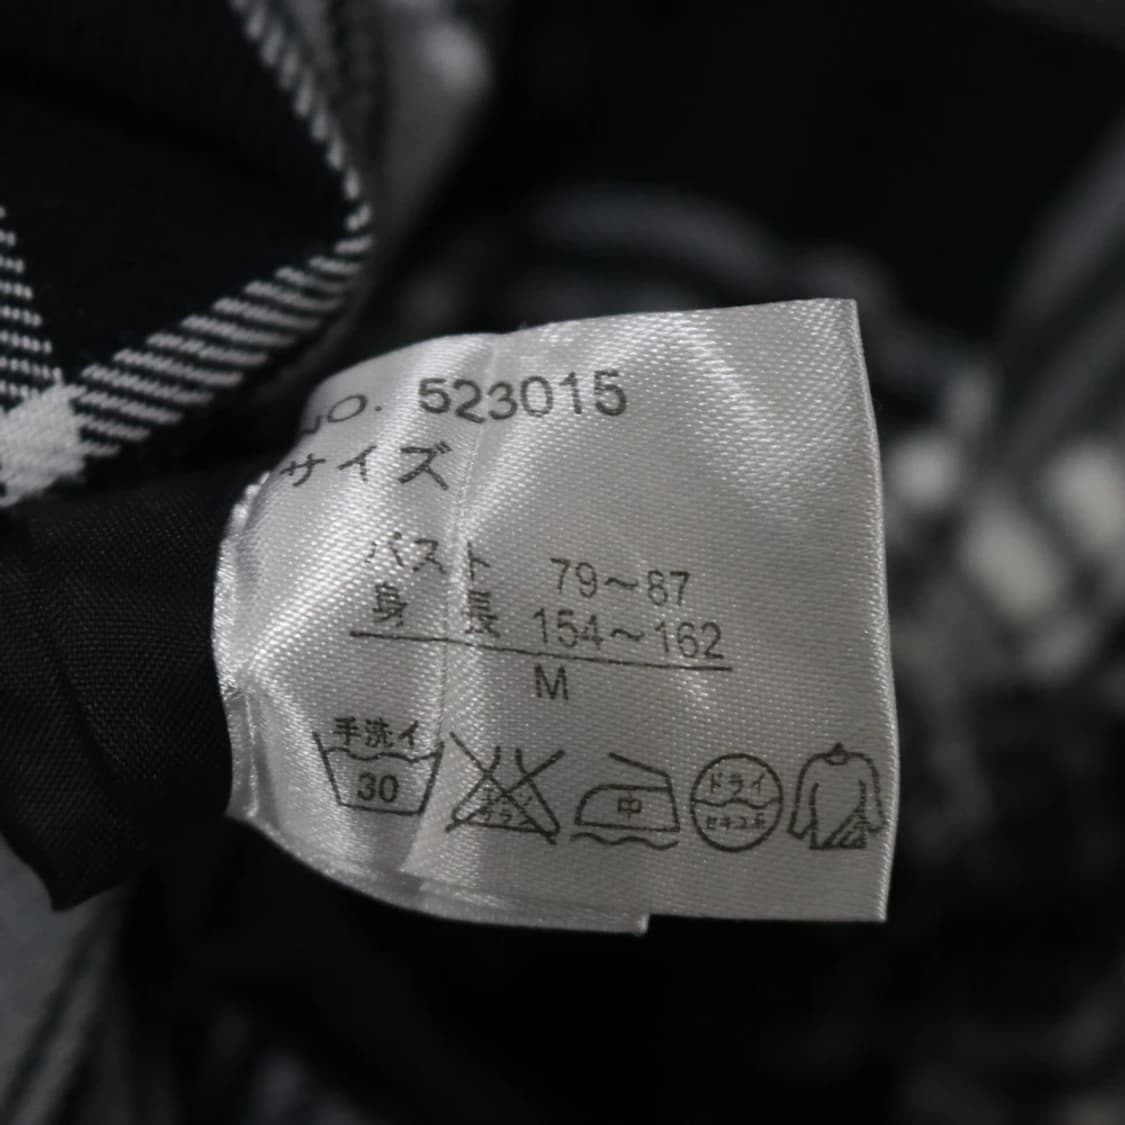 NO. 523015
サイズ
バスト 79～87
身長 154～162
M
手洗イ
30
中
ドライ
セキユ系